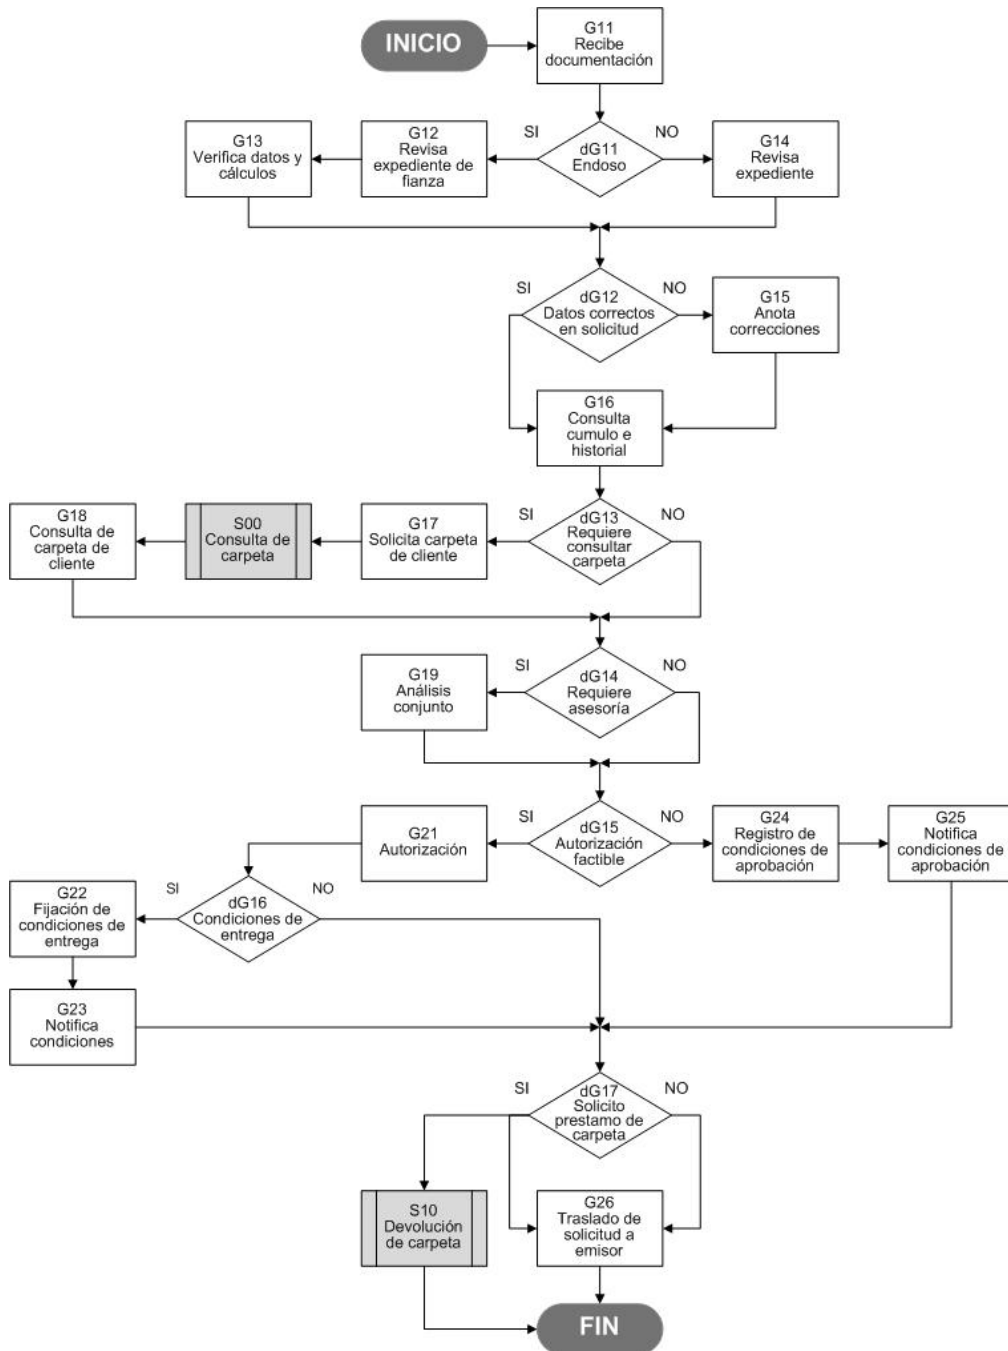 INICIO
G11
Recibe
documentación
SI
NO
G13
Verifica datos y
cálculos
G12
Revisa
expediente de
fianza
dG11
Endoso
G14
Revisa
expediente
SI
NO
dG12
Datos correctos
en solicitud
G15
Anota
correcciones
G16
Consulta
cumulo e
historial
G18
Consulta de
carpeta de
cliente
S00
Consulta de
carpeta
G17
Solicita carpeta
de cliente
SI
NO
dG13
Requiere
consultar
carpeta
SI
NO
G19
Análisis
conjunto
dG14
Requiere
asesoría
SI
NO
G21
Autorización
dG15
Autorización
factible
G24
Registro de
condiciones de
aprobación
G25
Notifica
condiciones de
aprobación
G22
Fijación de
condiciones de
entrega
SI
NO
dG16
Condiciones de
entrega
G23
Notifica
condiciones
SI
NO
dG17
Solicito
prestamo de
carpeta
S10
Devolución
de carpeta
G26
Traslado de
solicitud a
emisor
FIN